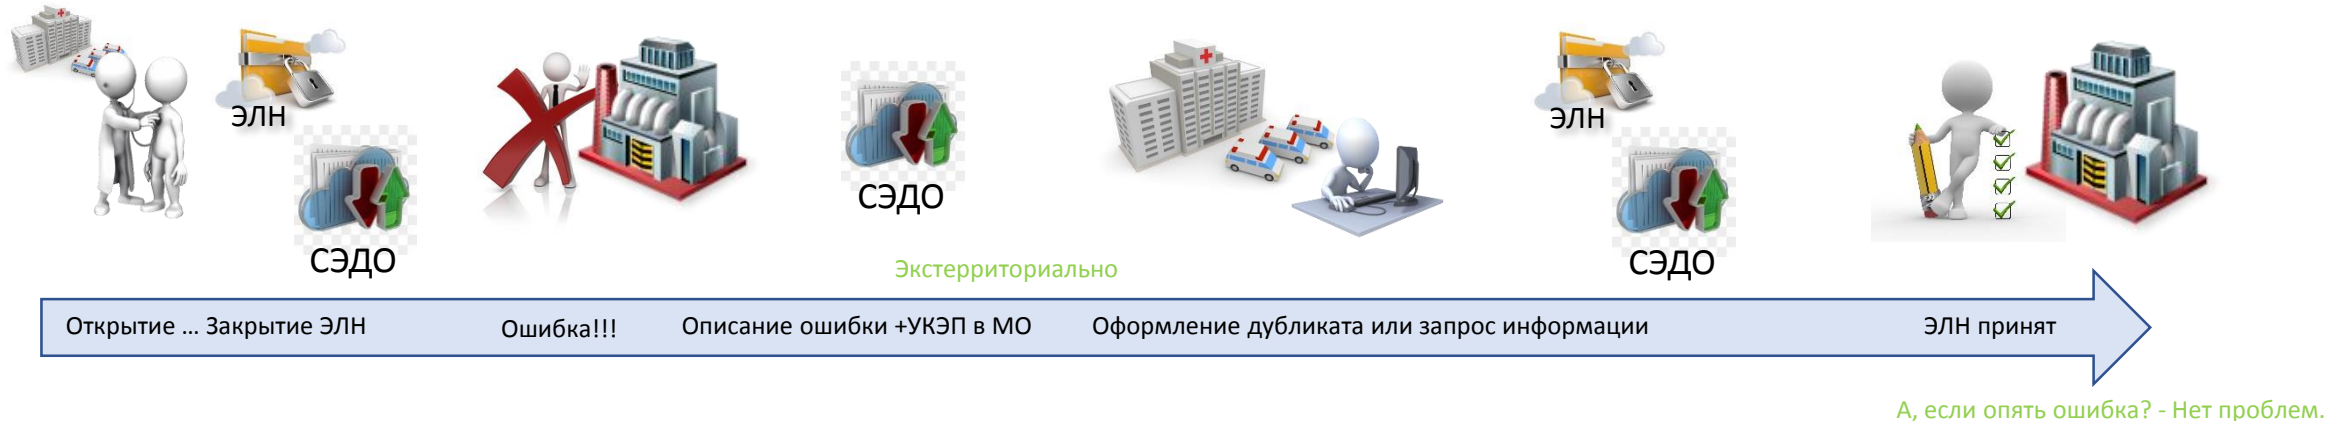 ЭЛН
СЭДО
СЭДО
ЭЛН
СЭДО
Экстерриториально
Открытие ... Закрытие ЭЛН
Ошибка!!!
Описание ошибки +УКЭП в МО
Оформление дубликата или запрос информации
ЭЛН принят
А, если опять ошибка? - Нет проблем.